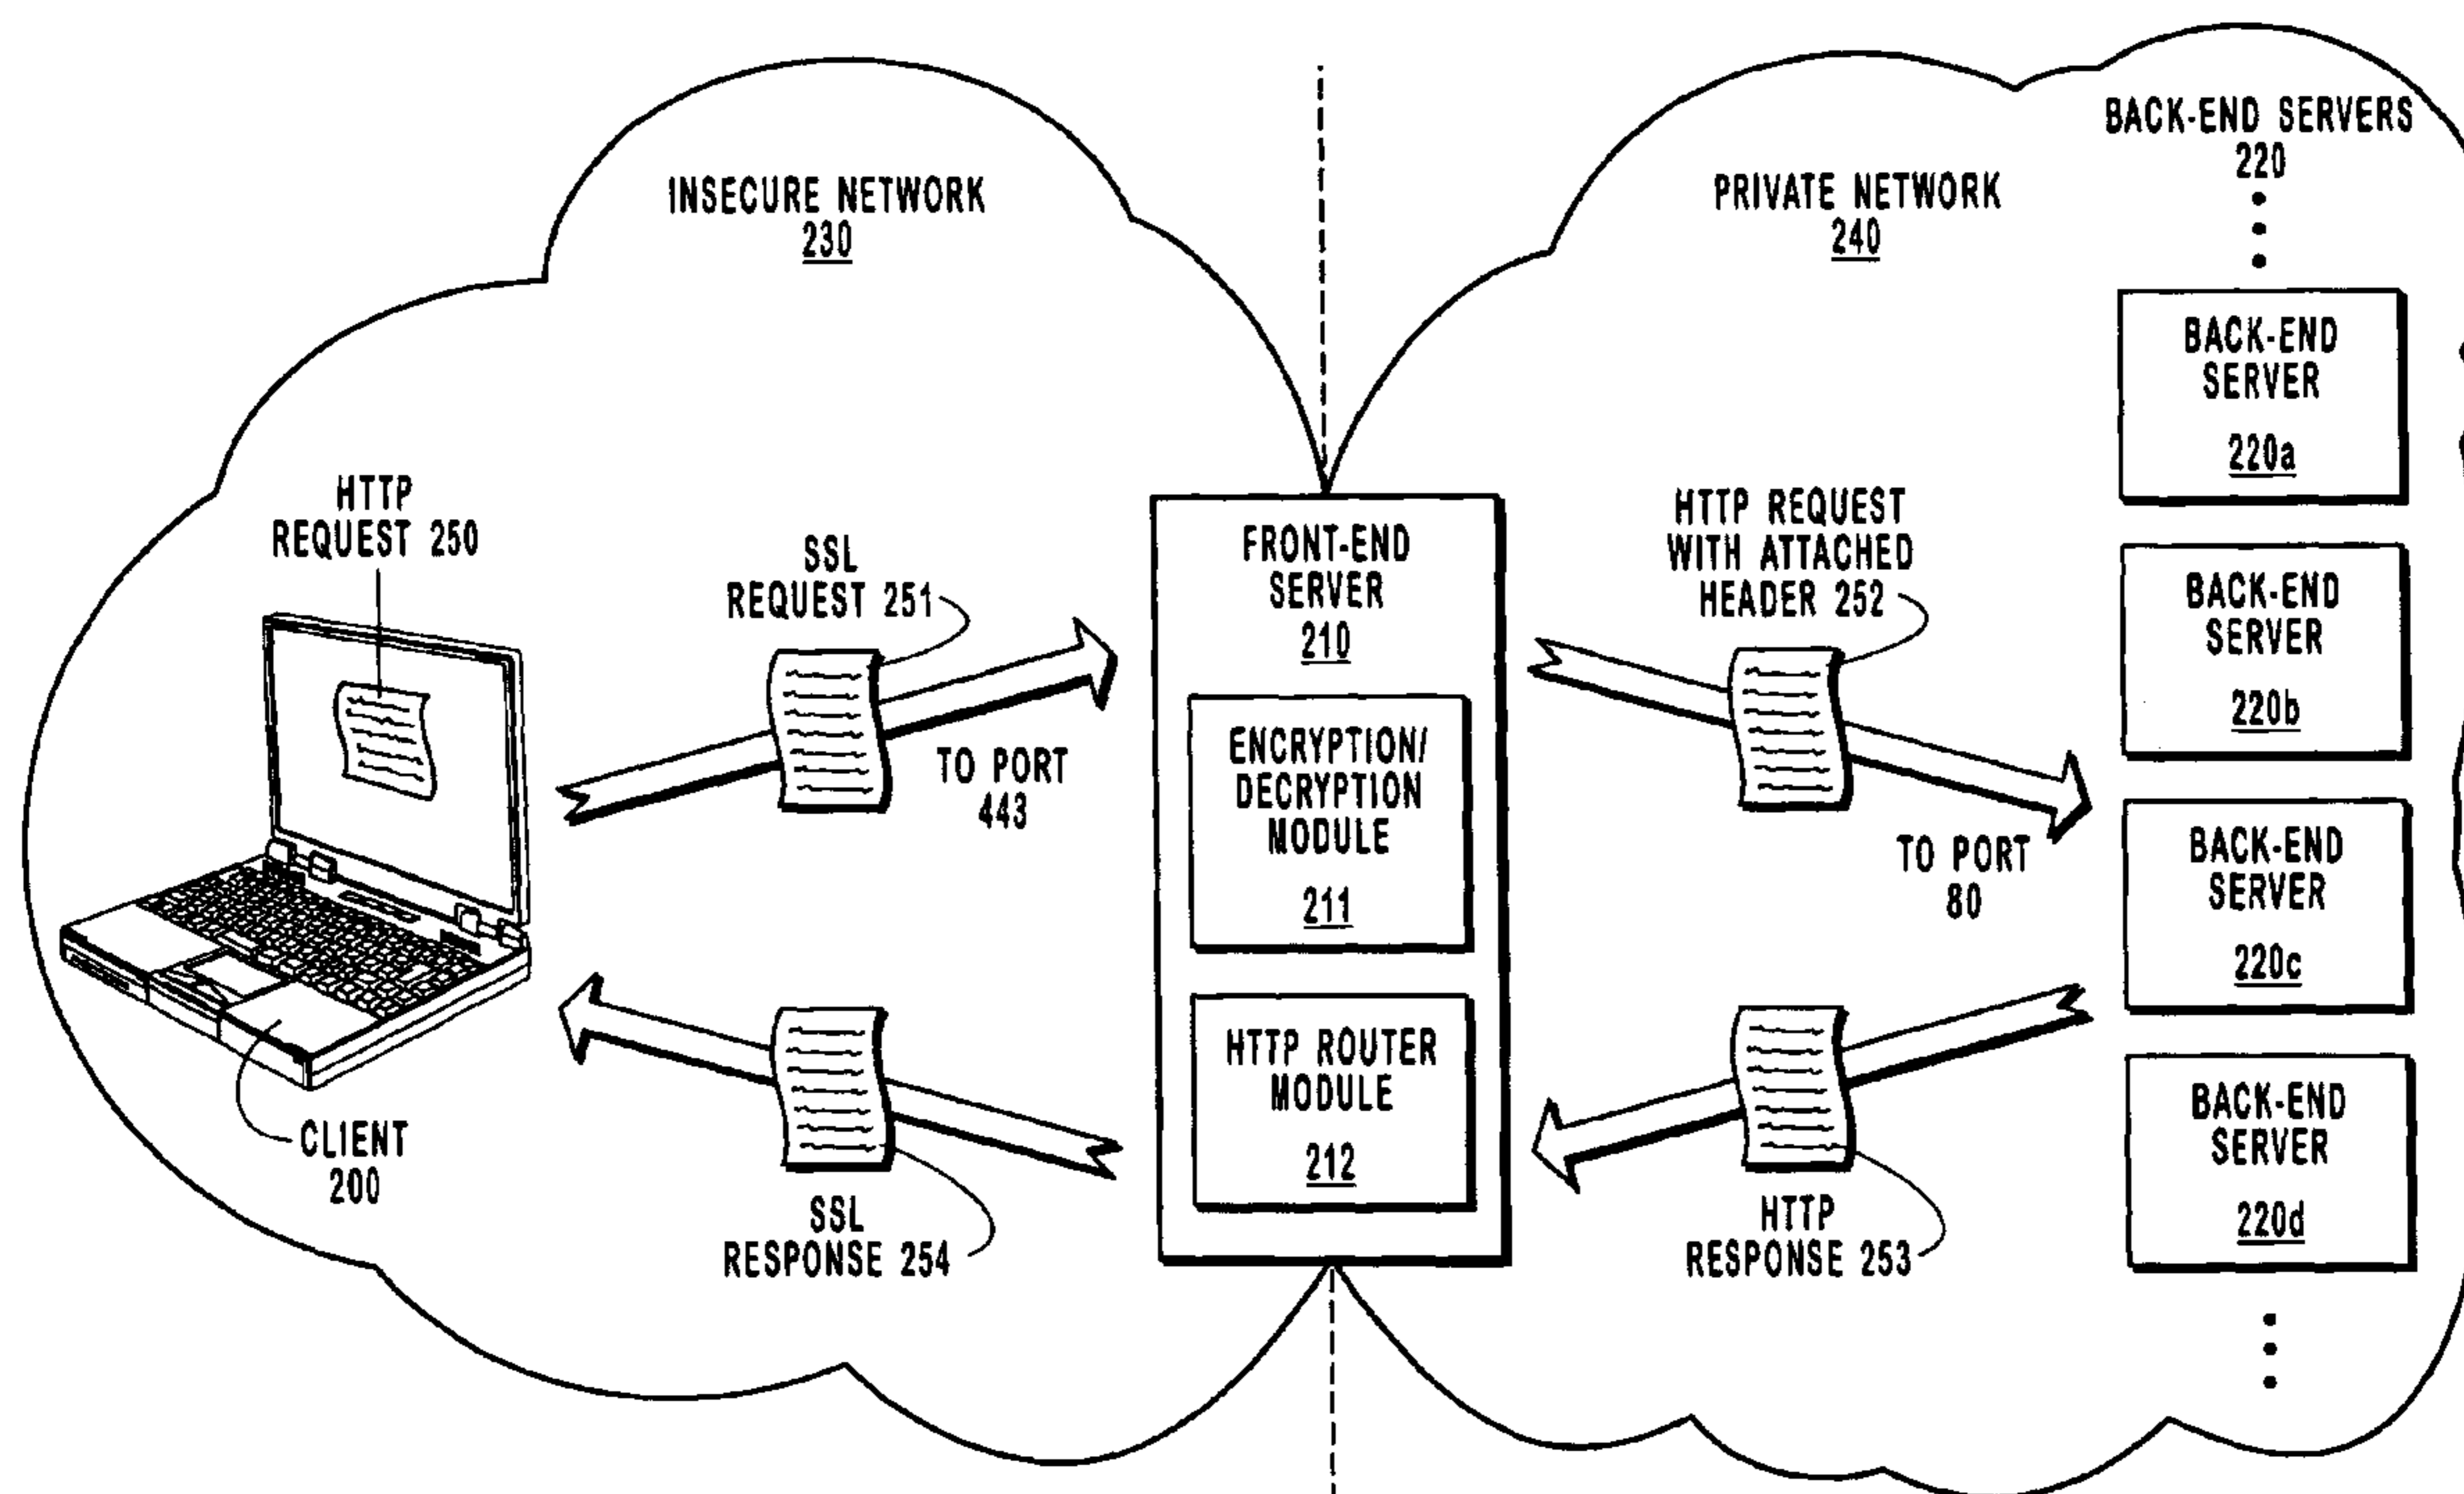 INSECURE NETWORK
230
PRIVATE NETWORK
240
BACK-END SERVERS
220
HTTP
REQUEST 250
SSL
REQUEST 251
TO PORT
443
CLIENT
200
SSL
RESPONSE 254
FRONT-END
SERVER
210
ENCRYPTION/
DECRYPTION
MODULE
211
HTTP ROUTER
MODULE
212
HTTP REQUEST
WITH ATTACHED
HEADER 252
TO PORT
80
HTTP
RESPONSE 253
BACK-END
SERVER
220a
BACK-END
SERVER
220b
BACK-END
SERVER
220c
BACK-END
SERVER
220d